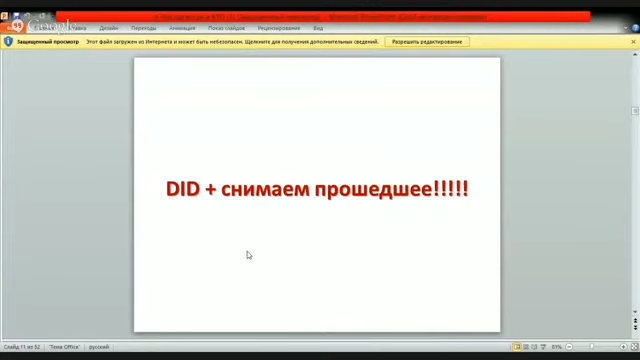 Дизайн Переходы Анимация Показ слайдов Рецензирование Вид
Защищенный просмотр Этот файл загружен из Интернета и может быть небезопасен. Щелкните для получения дополнительных сведений. Разрешить редактирование
DID + снимаем прошедшее!!!!!
Слайд 11 из 52 "Тема Office" русский 81%